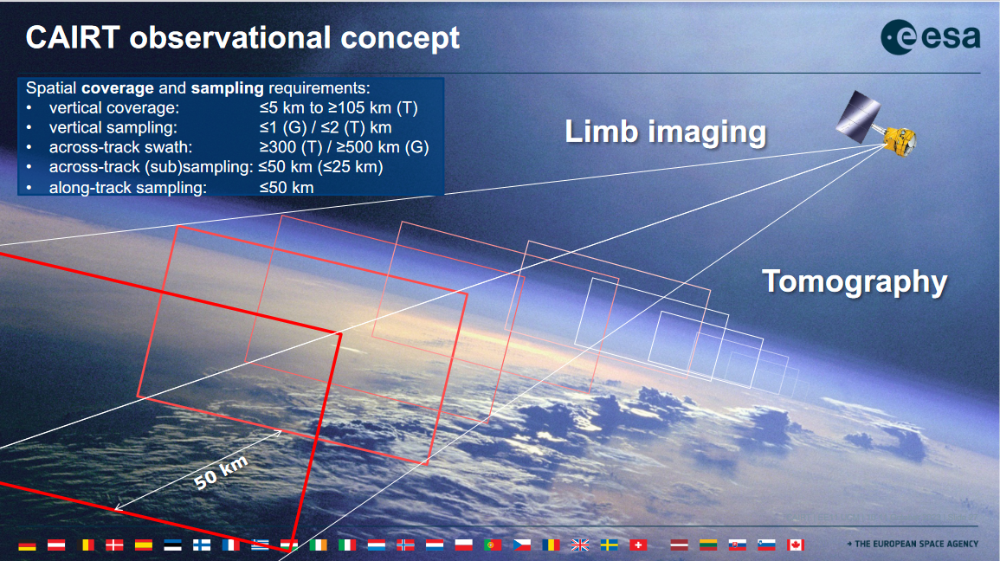 CAIRT observational concept
esa
Spatial coverage and sampling requirements:
• vertical coverage: ≤5 km to ≥105 km (T)
• vertical sampling: ≤1 (G) / ≤2 (T) km
• across-track swath: ≥300 (T) / ≥500 km (G)
• across-track (sub)sampling: ≤50 km (≤25 km)
• along-track sampling: ≤50 km
Limb imaging
Tomography
50 km
→ THE EUROPEAN SPACE AGENCY